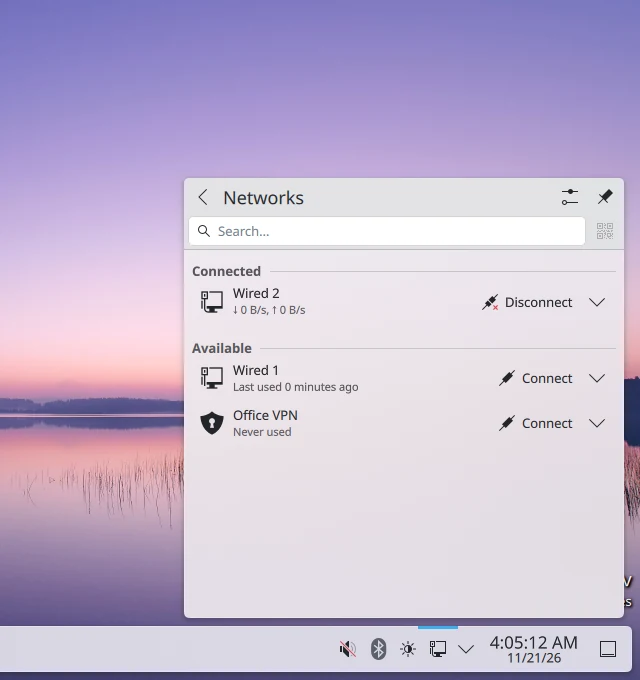 Networks
Search...
Connected
Wired 2
↓ 0 B/s, ↑ 0 B/s
Disconnect
Available
Wired 1
Last used 0 minutes ago
Connect
Office VPN
Never used
Connect
4:05:12 AM
11/21/26